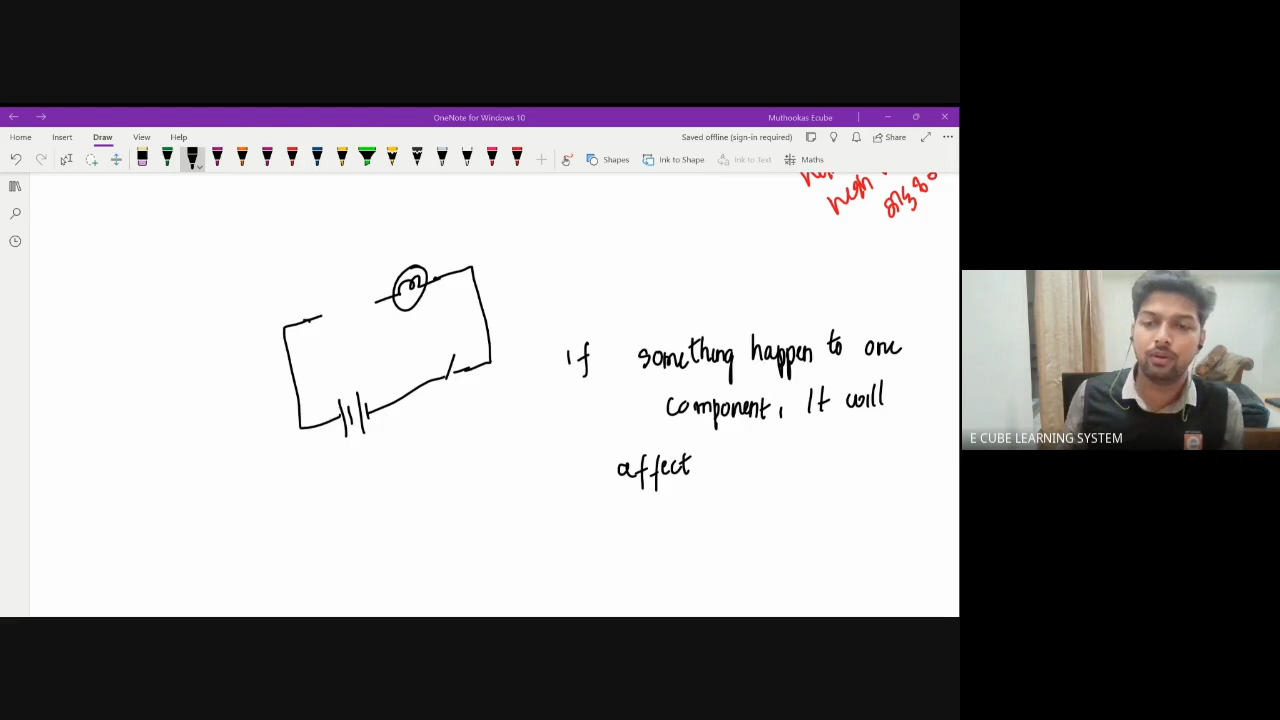 OneNote for Windows 10
Muthookas Ecube
Home Insert Draw View Help
Saved offline (sign-in required)
Share
Shapes
Ink to Shape
Ink to Text
Maths
If something happen to one
component, It will
affect
E CUBE LEARNING SYSTEM